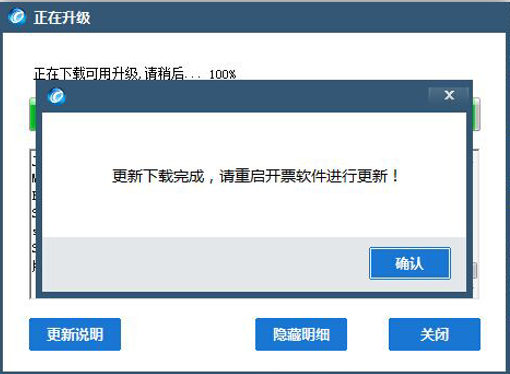 正在升级
正在下载可用升级,请稍后... 100%
X
更新下载完成，请重启开票软件进行更新！
确认
更新说明
隐藏明细
关闭